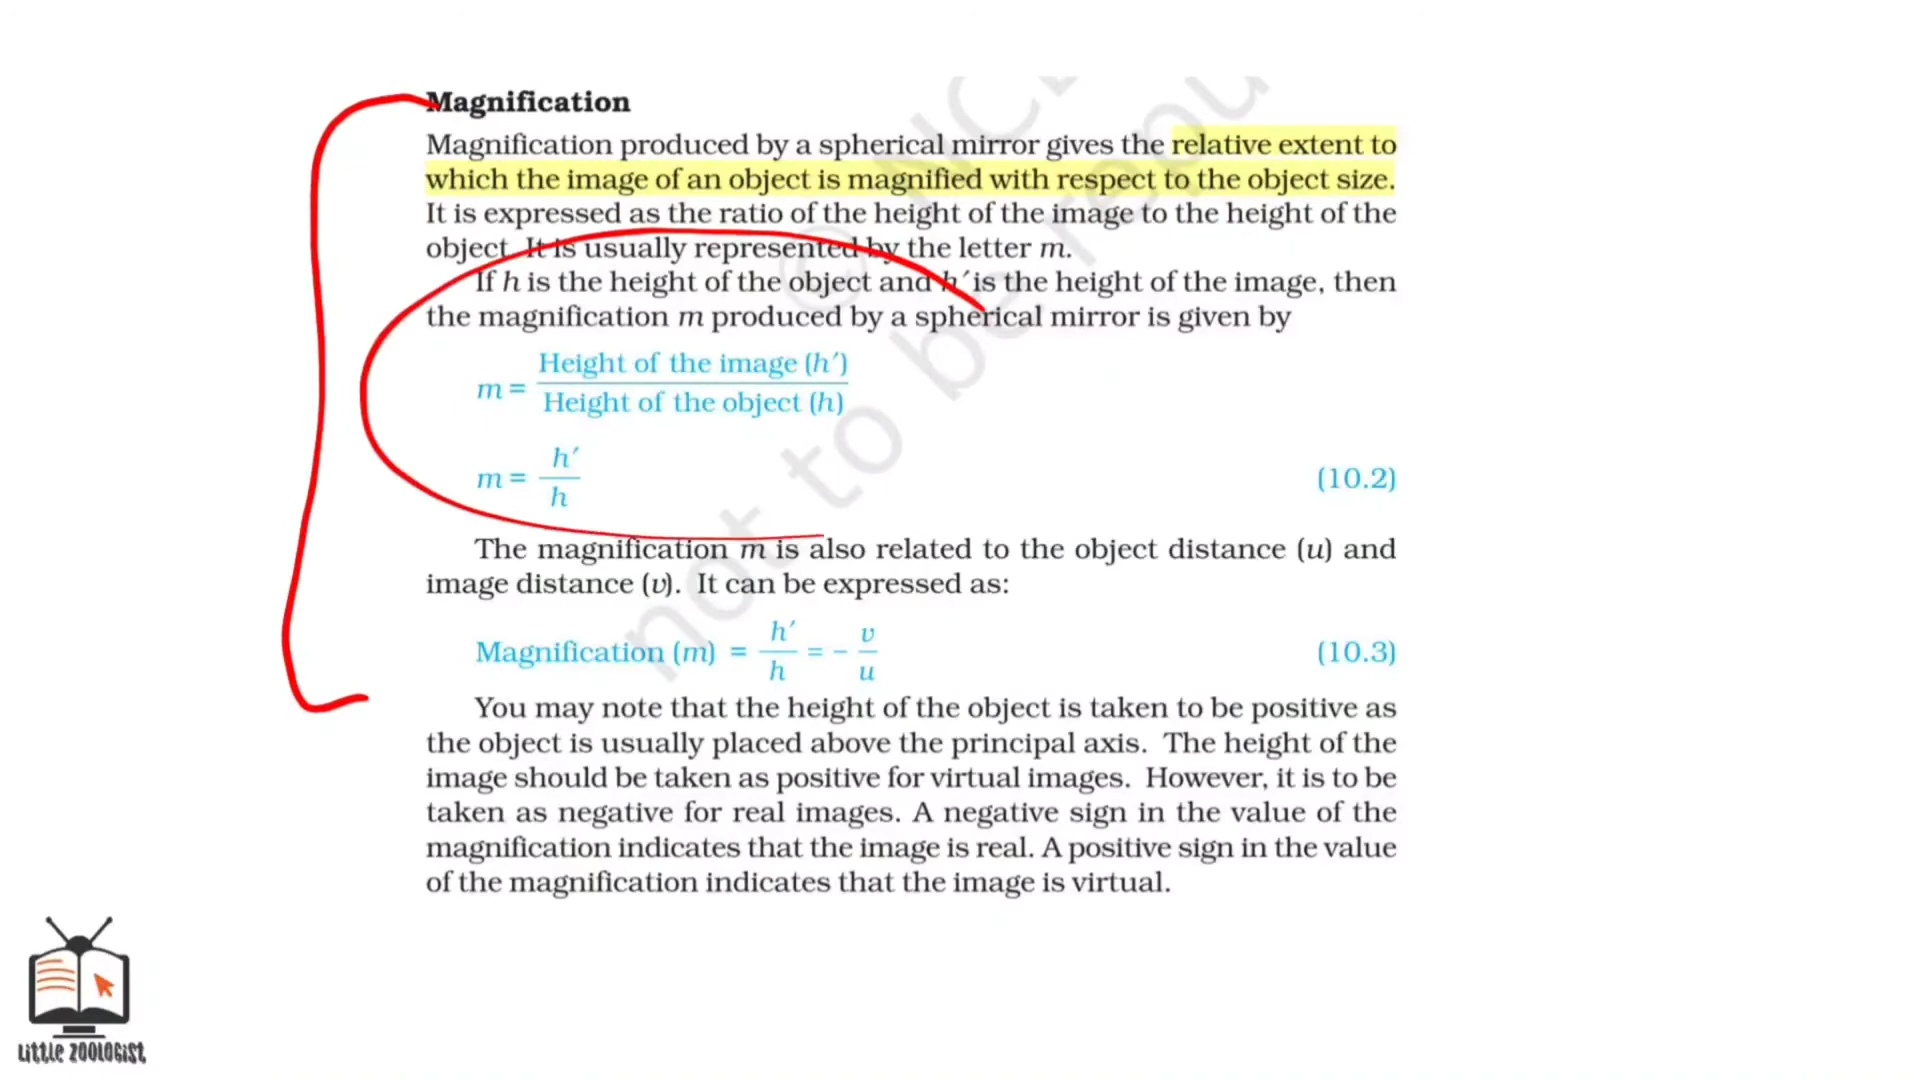 Magnification
Magnification produced by a spherical mirror gives the relative extent to
which the image of an object is magnified with respect to the object size.
It is expressed as the ratio of the height of the image to the height of the
object. It is usually represented by the letter m.
If h is the height of the object and h′ is the height of the image, then
the magnification m produced by a spherical mirror is given by
m = Height of the image (h′)
Height of the object (h)
m = h′
h
(10.2)
The magnification m is also related to the object distance (u) and
image distance (v). It can be expressed as:
Magnification (m) = h′/h = – v/u (10.3)
You may note that the height of the object is taken to be positive as
the object is usually placed above the principal axis. The height of the
image should be taken as positive for virtual images. However, it is to be
taken as negative for real images. A negative sign in the value of the
magnification indicates that the image is real. A positive sign in the value
of the magnification indicates that the image is virtual.
not to be repu
LITTLE ZOOLOGIST